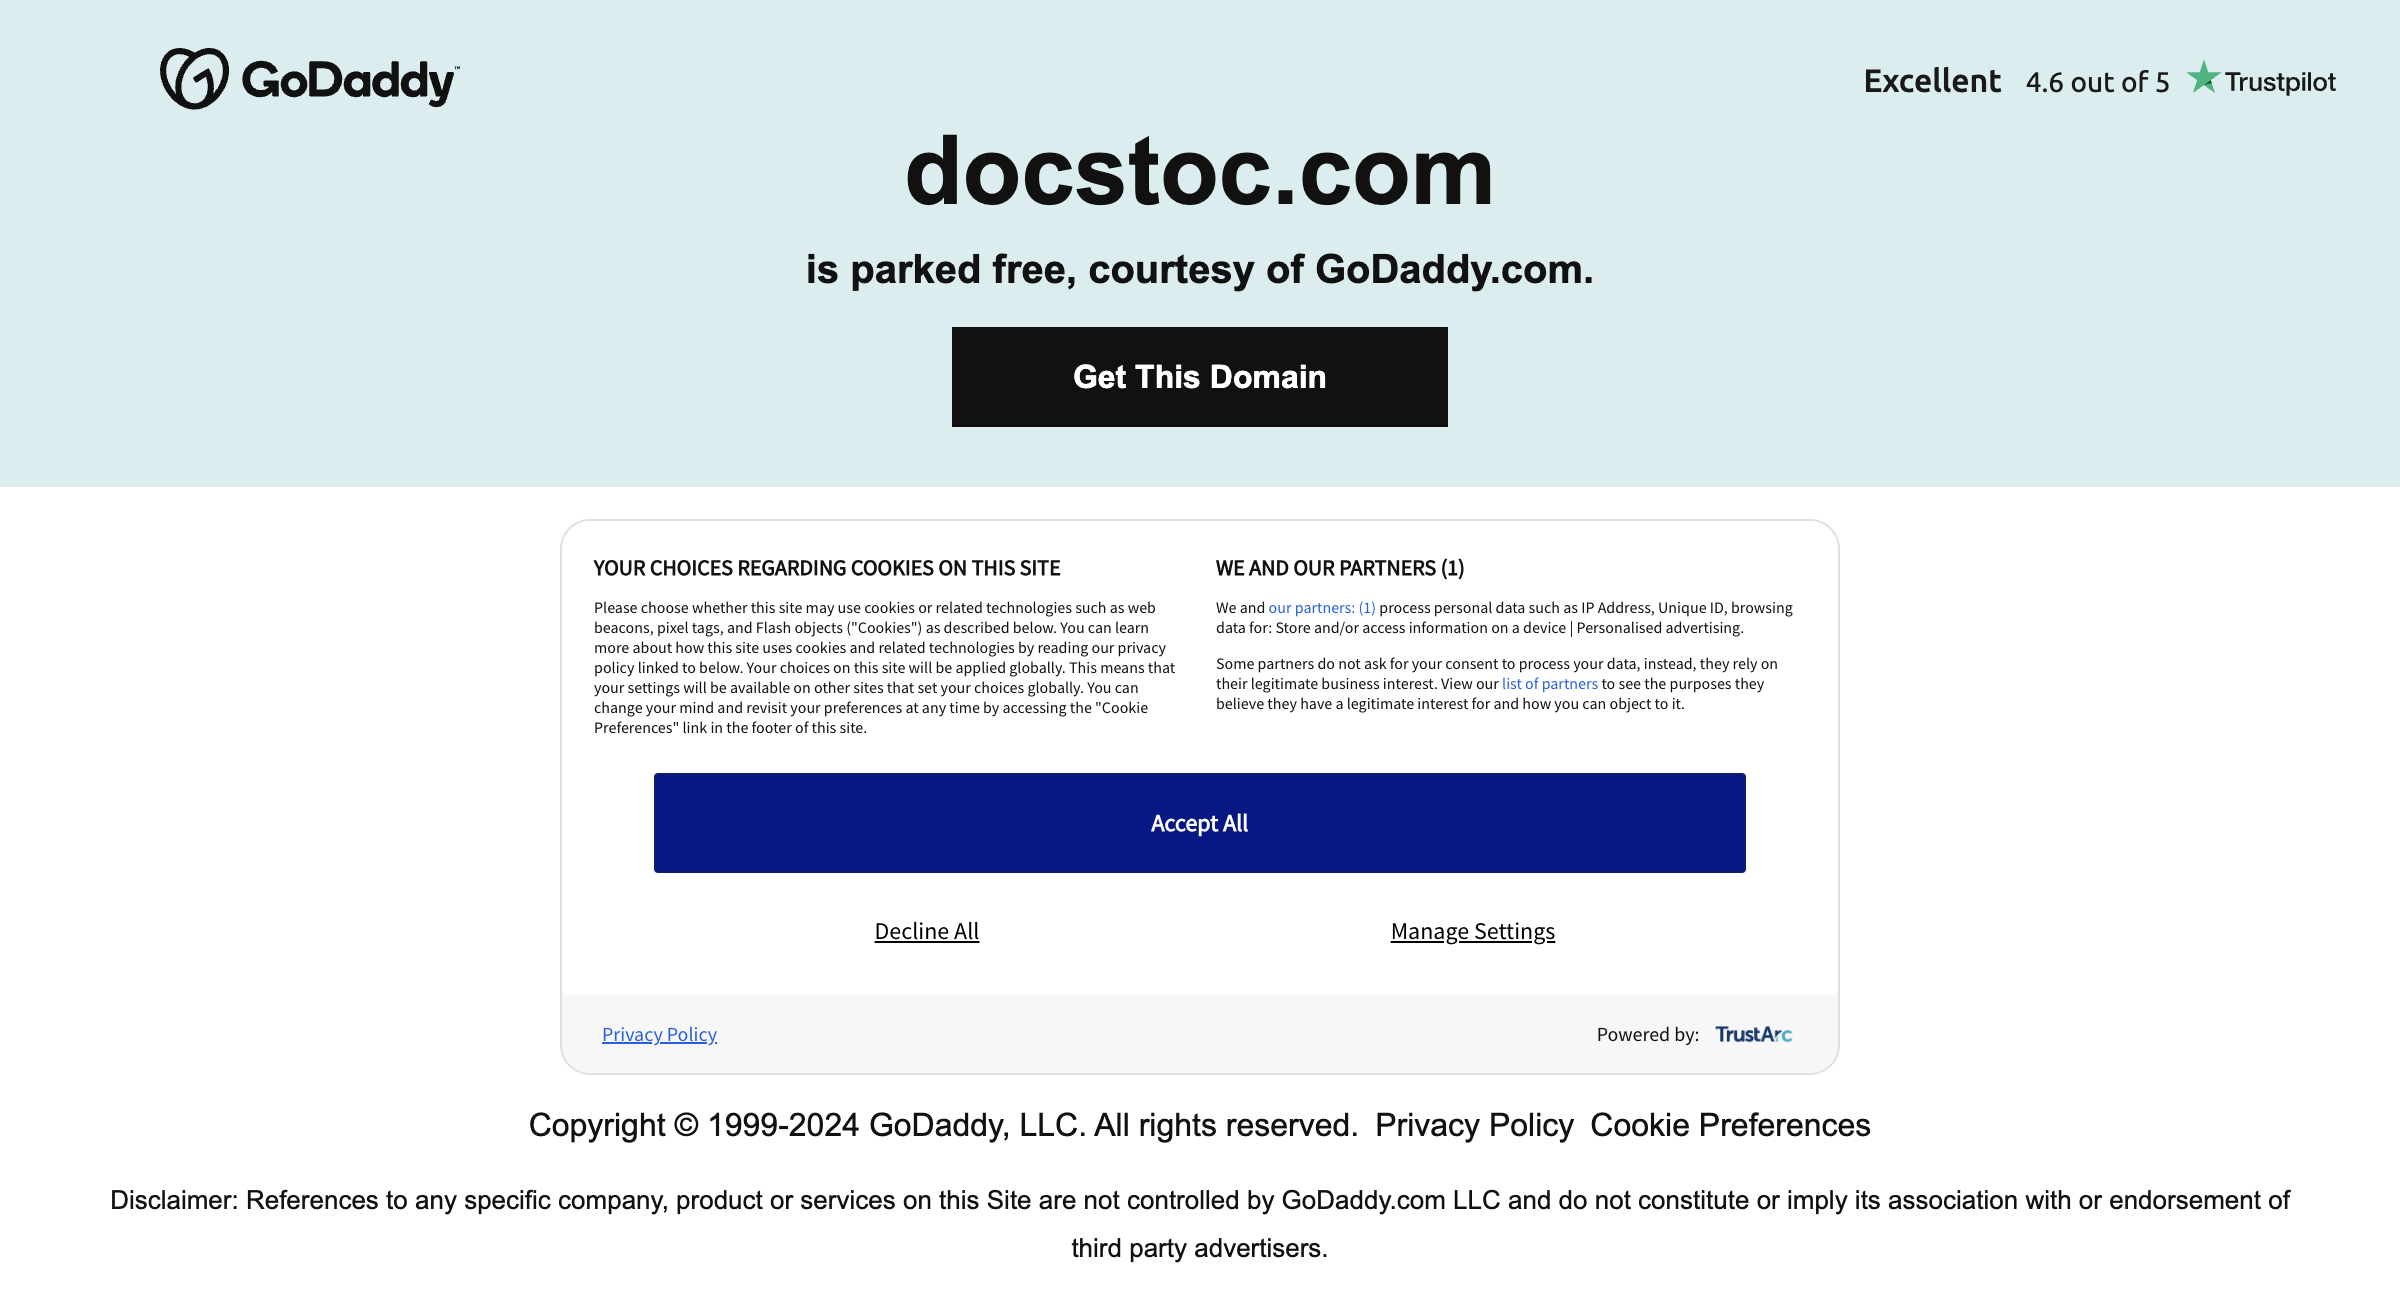 GoDaddy™
Excellent 4.6 out of 5 Trustpilot
docstoc.com
is parked free, courtesy of GoDaddy.com.
Get This Domain
YOUR CHOICES REGARDING COOKIES ON THIS SITE
Please choose whether this site may use cookies or related technologies such as web
beacons, pixel tags, and Flash objects ("Cookies") as described below. You can learn
more about how this site uses cookies and related technologies by reading our privacy
policy linked to below. Your choices on this site will be applied globally. This means that
your settings will be available on other sites that set your choices globally. You can
change your mind and revisit your preferences at any time by accessing the "Cookie
Preferences" link in the footer of this site.
WE AND OUR PARTNERS (1)
We and our partners: (1) process personal data such as IP Address, Unique ID, browsing
data for: Store and/or access information on a device | Personalised advertising.
Some partners do not ask for your consent to process your data, instead, they rely on
their legitimate business interest. View our list of partners to see the purposes they
believe they have a legitimate interest for and how you can object to it.
Accept All
Decline All
Manage Settings
Privacy Policy
Powered by: TrustArc
Copyright © 1999-2024 GoDaddy, LLC. All rights reserved. Privacy Policy Cookie Preferences
Disclaimer: References to any specific company, product or services on this Site are not controlled by GoDaddy.com LLC and do not constitute or imply its association with or endorsement of
third party advertisers.